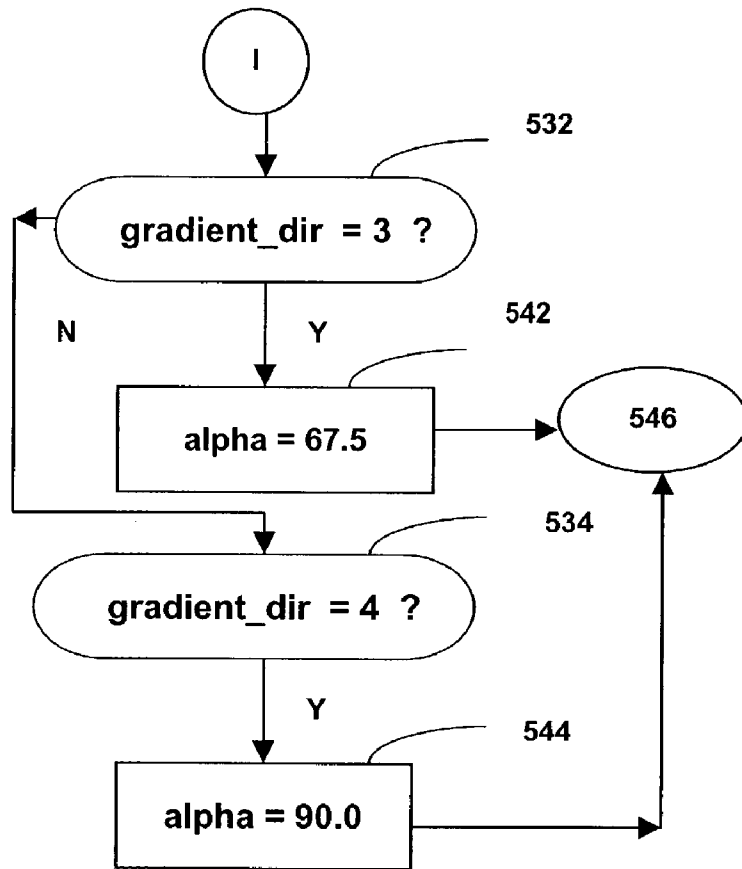 I
532
gradient_dir = 3 ?
N
Y
542
alpha = 67.5
546
534
gradient_dir = 4 ?
Y
544
alpha = 90.0